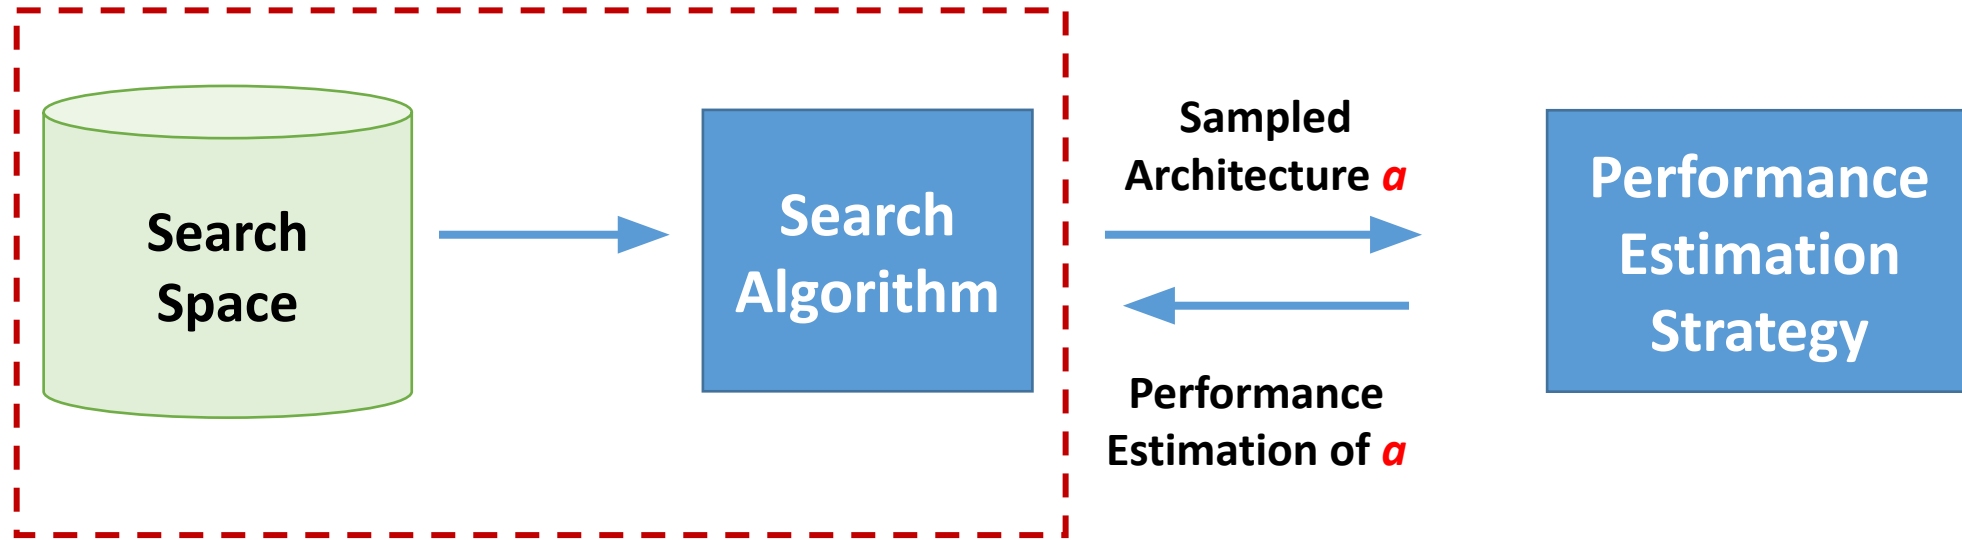 Search
Space
Search
Algorithm
Sampled
Architecture a
Performance
Estimation of a
Performance
Estimation
Strategy